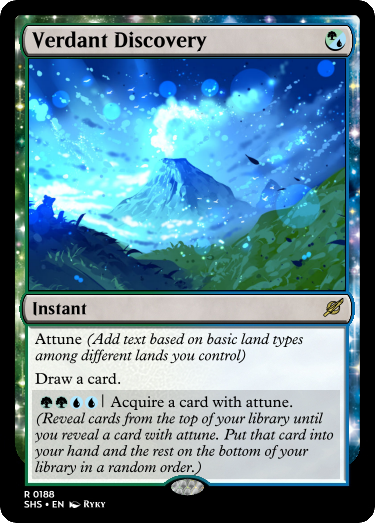 Verdant Discovery
Instant
Attune (Add text based on basic land types
among different lands you control)
Draw a card.
| Acquire a card with attune.
(Reveal cards from the top of your library until
you reveal a card with attune. Put that card into
your hand and the rest on the bottom of your
library in a random order.)
R 0188
SHS • EN Ryky